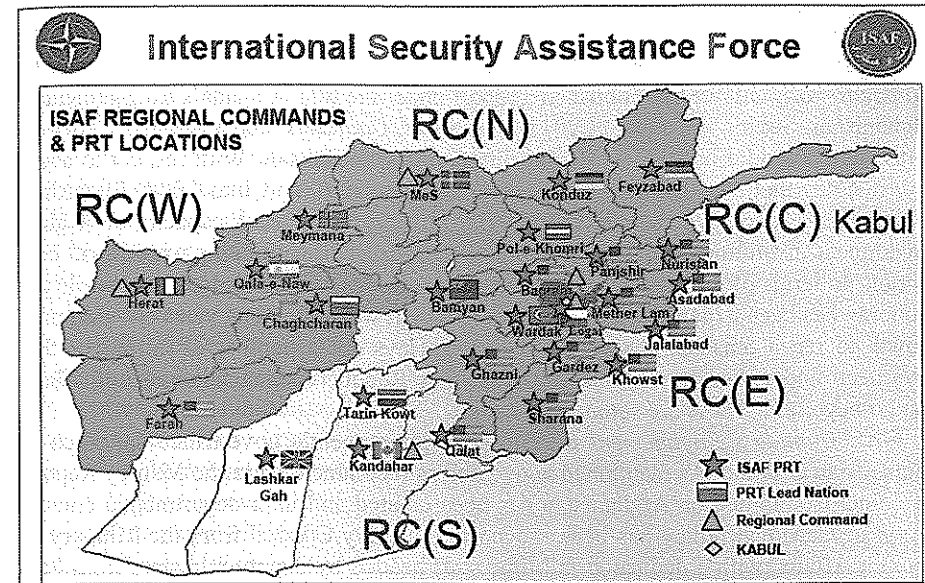 International Security Assistance Force
ISAF
ISAF REGIONAL COMMANDS
& PRT LOCATIONS
RC(N)
RC(W)
RC(C) Kabul
MeS
Konduz
Feyzabad
Meymana
Pol-e-Khomri
Panjshir
Nuristan
Herat
Qala-e-Naw
Bamyan
Bagram
Asadabad
Chaghcharan
Mether Lam
Wardak
Logar
Jalalabad
Ghazni
Gardez
Khowst
RC(E)
Farah
Tarin Kowt
Sharana
Lashkar
Gah
Kandahar
Qalat
RC(S)
ISAF PRT
PRT Lead Nation
Regional Command
KABUL